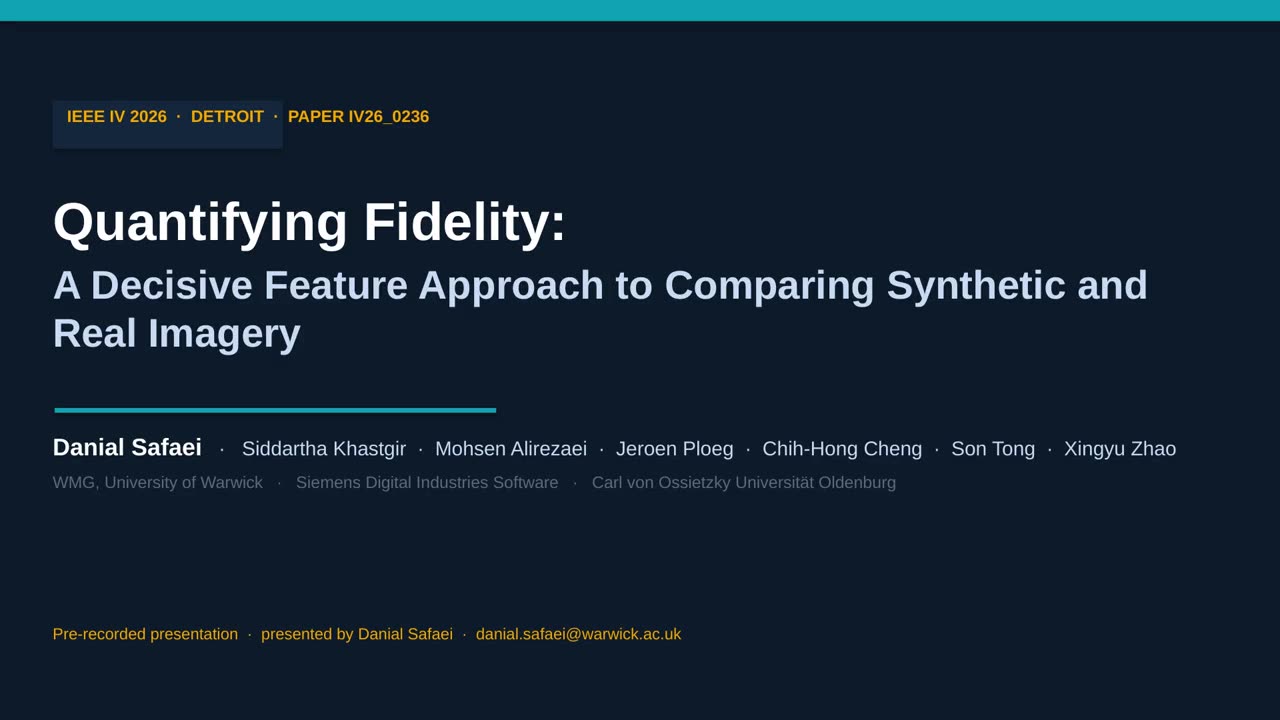 IEEE IV 2026 · DETROIT · PAPER IV26_0236
Quantifying Fidelity:
A Decisive Feature Approach to Comparing Synthetic and
Real Imagery
Danial Safaei · Siddartha Khastgir · Mohsen Alirezaei · Jeroen Ploeg · Chih-Hong Cheng · Son Tong · Xingyu Zhao
WMG, University of Warwick · Siemens Digital Industries Software · Carl von Ossietzky Universität Oldenburg
Pre-recorded presentation · presented by Danial Safaei · danial.safaei@warwick.ac.uk